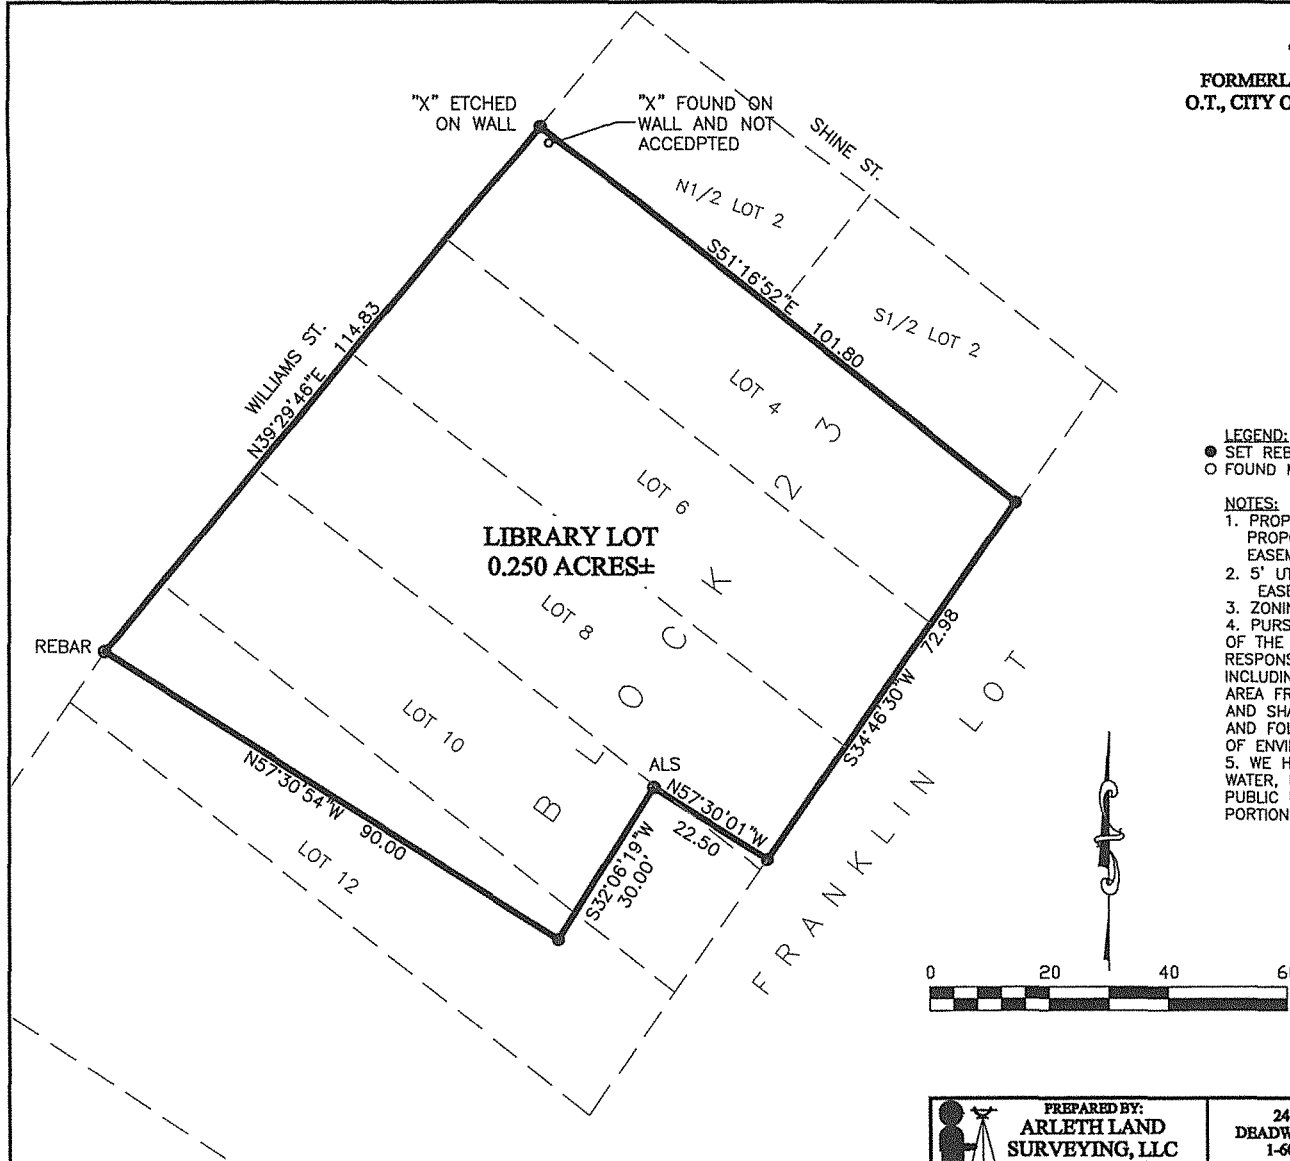 FORMERL
O.T., CITY O
"X" ETCHED
ON WALL
"X" FOUND ON
WALL AND NOT
ACCEDPTED
SHINE ST.
N1/2 LOT 2
S51°16'52"E 101.80
S1/2 LOT 2
WILLIAMS ST.
N39°29'46"E 114.83
LOT 4
LOT 6
LIBRARY LOT
0.250 ACRES±
LOT 8
BLOCK 23
REBAR
LOT 10
S34°46'30"W 72.98
FRANKLIN LOT
ALS
N57°30'01"W
22.50
S32°06'19"W
30.00'
N57°30'54"W 90.00
LOT 12
LEGEND:
SET REB
FOUND
NOTES:
1. PROP
PROP
EASEM
2. 5' UT
EASE
3. ZONIN
4. PURS
OF THE
RESPONS
INCLUDIN
AREA FR
AND SHA
AND FOL
OF ENVI
5. WE H
WATER,
PUBLIC
PORTION
0 20 40 6
PREPARED BY:
ARLETH LAND
SURVEYING, LLC
24
DEADW
1-6